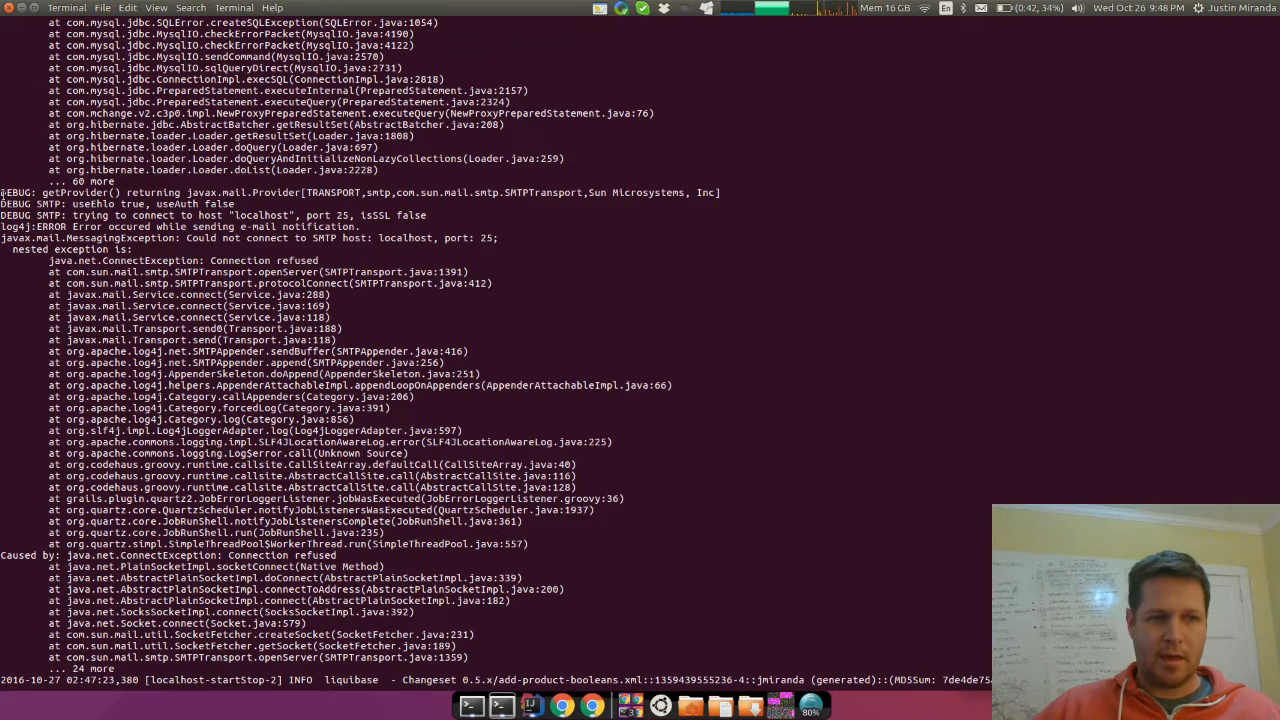 Terminal File Edit View Search Terminal Help Mem 16 GB En (0:42, 34%) Wed Oct 26 9:48 PM Justin Miranda
at com.mysql.jdbc.SQLError.createSQLException(SQLError.java:1054)
at com.mysql.jdbc.MysqlIO.checkErrorPacket(MysqlIO.java:4190)
at com.mysql.jdbc.MysqlIO.checkErrorPacket(MysqlIO.java:4122)
at com.mysql.jdbc.MysqlIO.sendCommand(MysqlIO.java:2570)
at com.mysql.jdbc.MysqlIO.sqlQueryDirect(MysqlIO.java:2731)
at com.mysql.jdbc.ConnectionImpl.execSQL(ConnectionImpl.java:2818)
at com.mysql.jdbc.PreparedStatement.executeInternal(PreparedStatement.java:2157)
at com.mysql.jdbc.PreparedStatement.executeQuery(PreparedStatement.java:2324)
at com.mchange.v2.c3p0.impl.NewProxyPreparedStatement.executeQuery(NewProxyPreparedStatement.java:76)
at org.hibernate.jdbc.AbstractBatcher.getResultSet(AbstractBatcher.java:208)
at org.hibernate.loader.Loader.getResultSet(Loader.java:1808)
at org.hibernate.loader.Loader.doQuery(Loader.java:697)
at org.hibernate.loader.Loader.doQueryAndInitializeNonLazyCollections(Loader.java:259)
at org.hibernate.loader.Loader.doList(Loader.java:2228)
... 60 more
DEBUG: getProvider() returning javax.mail.Provider[TRANSPORT,smtp,com.sun.mail.smtp.SMTPTransport,Sun Microsystems, Inc]
DEBUG SMTP: useEhlo true, useAuth false
DEBUG SMTP: trying to connect to host "localhost", port 25, isSSL false
log4j:ERROR Error occured while sending e-mail notification.
javax.mail.MessagingException: Could not connect to SMTP host: localhost, port: 25;
nested exception is:
java.net.ConnectException: Connection refused
at com.sun.mail.smtp.SMTPTransport.openServer(SMTPTransport.java:1391)
at com.sun.mail.smtp.SMTPTransport.protocolConnect(SMTPTransport.java:412)
at javax.mail.Service.connect(Service.java:288)
at javax.mail.Service.connect(Service.java:169)
at javax.mail.Service.connect(Service.java:118)
at javax.mail.Transport.send0(Transport.java:188)
at javax.mail.Transport.send(Transport.java:118)
at org.apache.log4j.net.SMTPAppender.sendBuffer(SMTPAppender.java:416)
at org.apache.log4j.net.SMTPAppender.append(SMTPAppender.java:256)
at org.apache.log4j.AppenderSkeleton.doAppend(AppenderSkeleton.java:251)
at org.apache.log4j.helpers.AppenderAttachableImpl.appendLoopOnAppenders(AppenderAttachableImpl.java:66)
at org.apache.log4j.Category.callAppenders(Category.java:206)
at org.apache.log4j.Category.forcedLog(Category.java:391)
at org.apache.log4j.Category.log(Category.java:856)
at org.slf4j.impl.Log4jLoggerAdapter.log(Log4jLoggerAdapter.java:597)
at org.apache.commons.logging.impl.SLF4JLocationAwareLog.error(SLF4JLocationAwareLog.java:225)
at org.apache.commons.logging.Log$error.call(Unknown Source)
at org.codehaus.groovy.runtime.callsite.CallSiteArray.defaultCall(CallSiteArray.java:40)
at org.codehaus.groovy.runtime.callsite.AbstractCallSite.call(AbstractCallSite.java:116)
at org.codehaus.groovy.runtime.callsite.AbstractCallSite.call(AbstractCallSite.java:128)
at grails.plugin.quartz2.JobErrorLoggerListener.jobWasExecuted(JobErrorLoggerListener.groovy:36)
at org.quartz.core.QuartzScheduler.notifyJobListenersWasExecuted(QuartzScheduler.java:1937)
at org.quartz.core.JobRunShell.notifyJobListenersComplete(JobRunShell.java:361)
at org.quartz.core.JobRunShell.run(JobRunShell.java:235)
at org.quartz.simpl.SimpleThreadPool$WorkerThread.run(SimpleThreadPool.java:557)
Caused by: java.net.ConnectException: Connection refused
at java.net.PlainSocketImpl.socketConnect(Native Method)
at java.net.AbstractPlainSocketImpl.doConnect(AbstractPlainSocketImpl.java:339)
at java.net.AbstractPlainSocketImpl.connectToAddress(AbstractPlainSocketImpl.java:200)
at java.net.AbstractPlainSocketImpl.connect(AbstractPlainSocketImpl.java:182)
at java.net.SocksSocketImpl.connect(SocksSocketImpl.java:392)
at java.net.Socket.connect(Socket.java:579)
at com.sun.mail.util.SocketFetcher.createSocket(SocketFetcher.java:231)
at com.sun.mail.util.SocketFetcher.getSocket(SocketFetcher.java:189)
at com.sun.mail.smtp.SMTPTransport.openServer(SMTPTransport.java:1359)
... 24 more
2016-10-27 02:47:23,380 [localhost-startStop-2] INFO liquibase - Changeset 0.5.x/add-product-booleans.xml::1359439555236-4::jmiranda (generated)::(MD5Sum: 7de4de75
80%